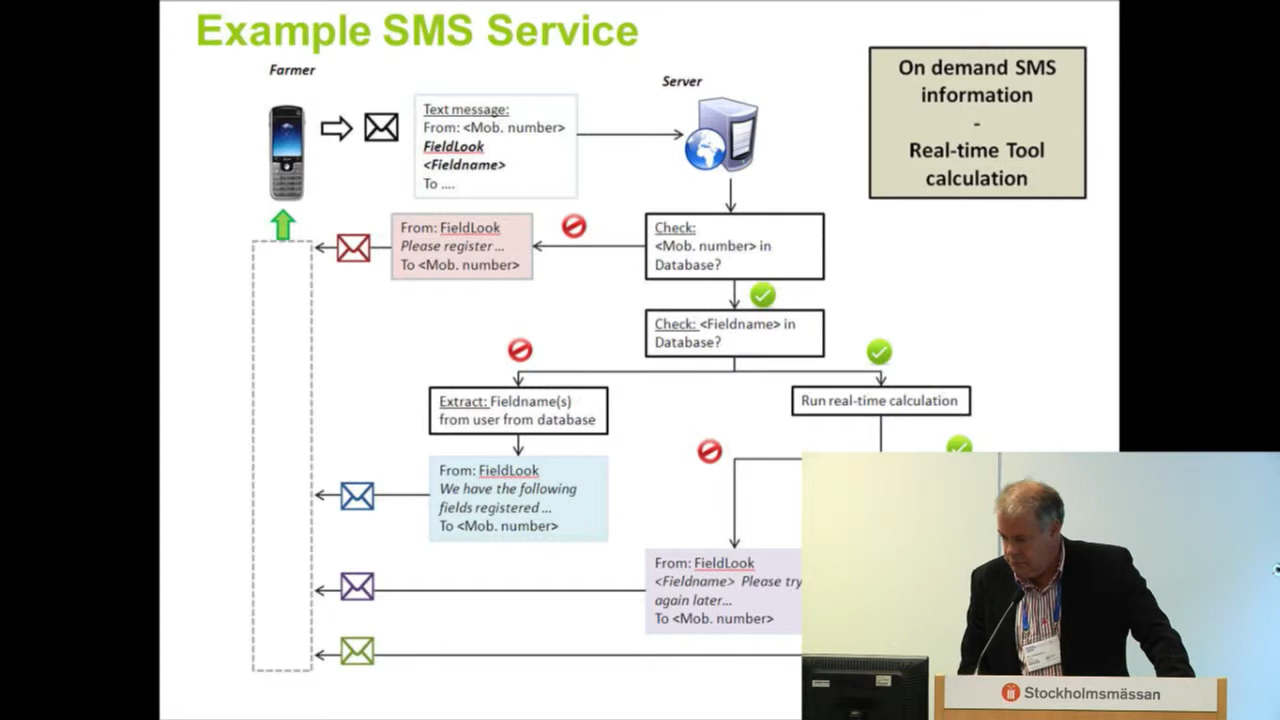 Example SMS Service
Farmer
Server
On demand SMS
information
-
Real-time Tool
calculation
Text message:
From: <Mob. number>
FieldLook
<Fieldname>
To ....
From: FieldLook
Please register ...
To <Mob. number>
Check:
<Mob. number> in
Database?
Check: <Fieldname> in
Database?
Extract: Fieldname(s)
from user from database
Run real-time calculation
From: FieldLook
We have the following
fields registered ...
To <Mob. number>
From: FieldLook
<Fieldname> Please try
again later...
To <Mob. number>
Stockholmsmässan